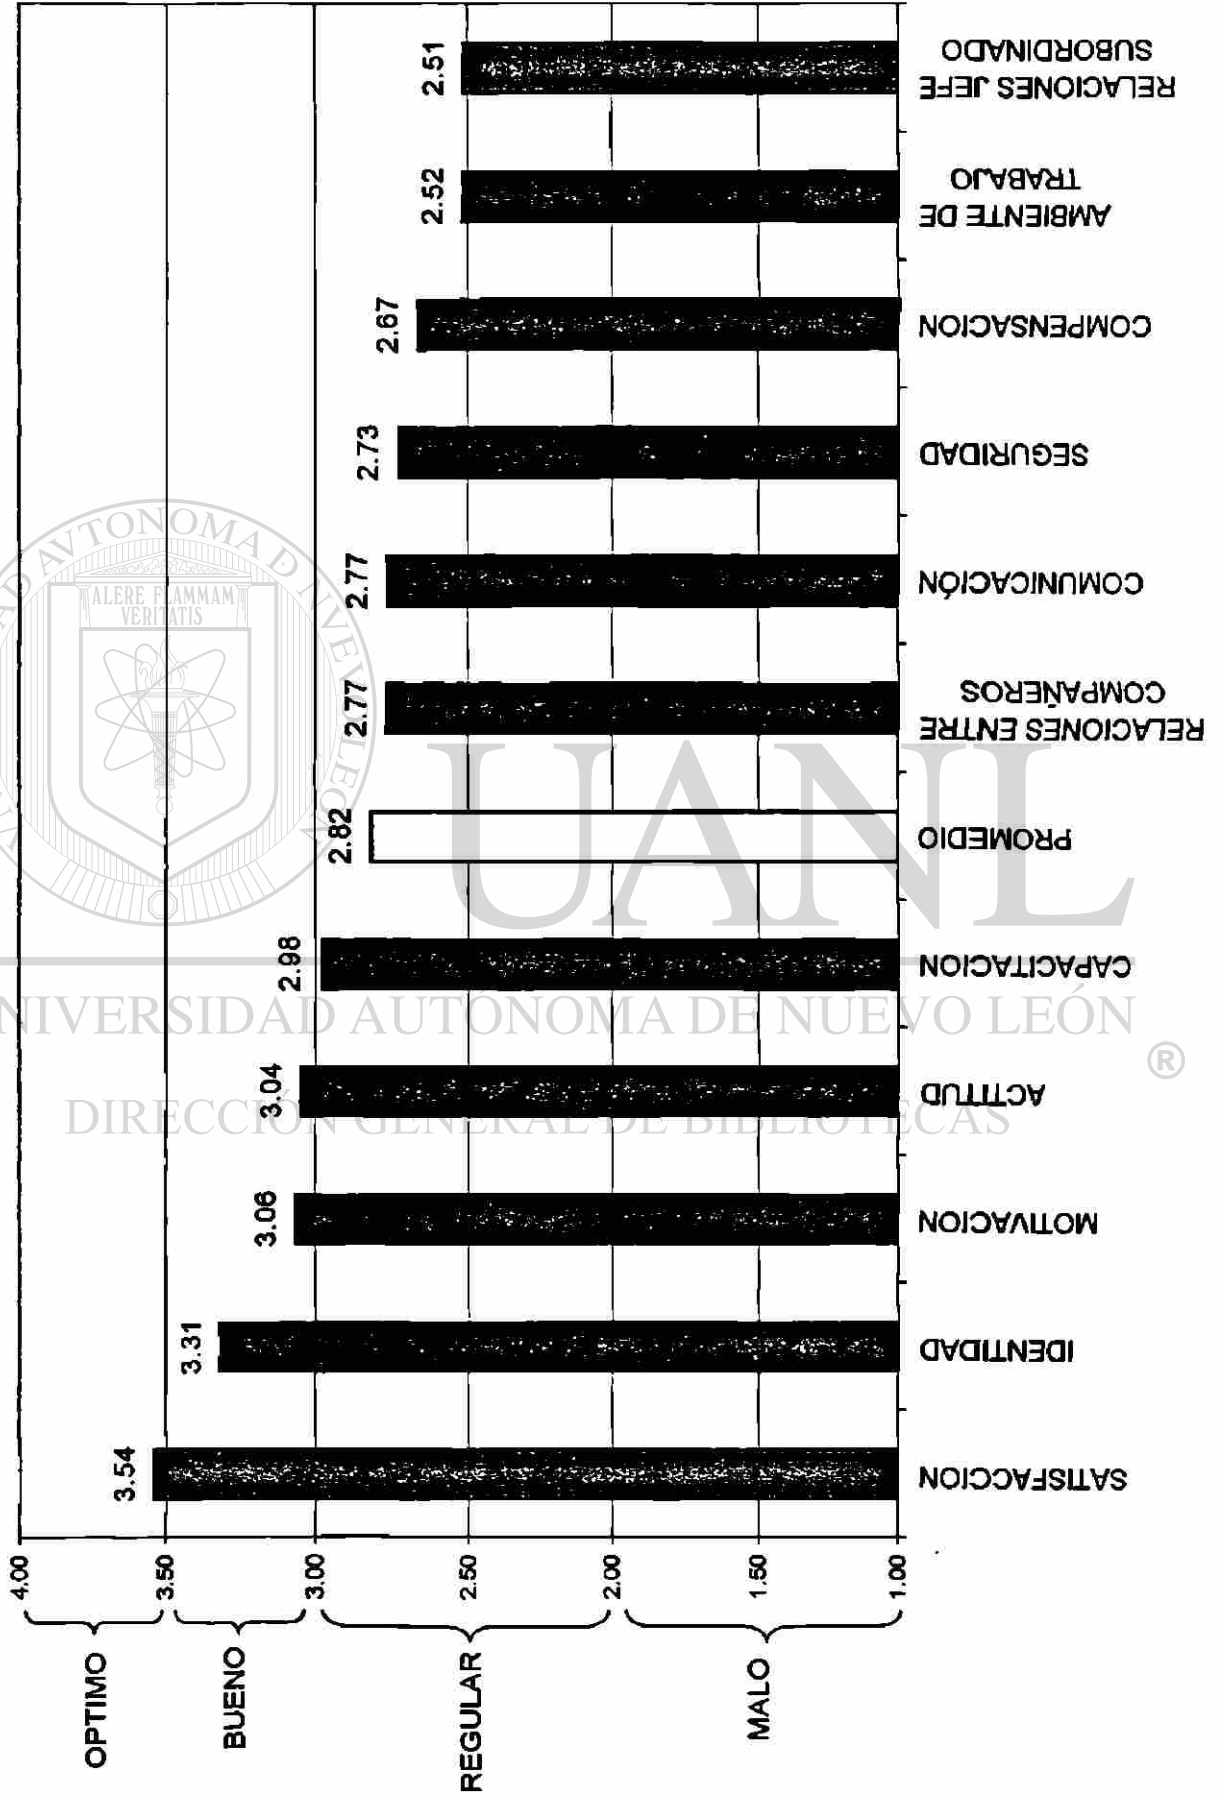 4.00
3.50
3.00
2.50
2.00
1.50
1.00
OPTIMO
BUENO
REGULAR
MALO
3.54
3.31
3.06
3.04
2.98
2.82
2.77
2.77
2.73
2.67
2.52
2.51
SATISFACCION
IDENTIDAD
MOTIVACION
ACTITUD
CAPACITACION
PROMEDIO
RELACIONES ENTRE
COMPAÑEROS
COMUNICACIÓN
SEGURIDAD
COMPENSACION
AMBIENTE DE
TRABAJO
RELACIONES JEFE
SUBORDINADO
ALERE FLAMMAM
VERITATIS
UANL
NIVERSIDAD AUTÓNOMA DE NUEVO LEÓN
®
DIRECCIÓN GENERAL DE BIBLIOTECAS